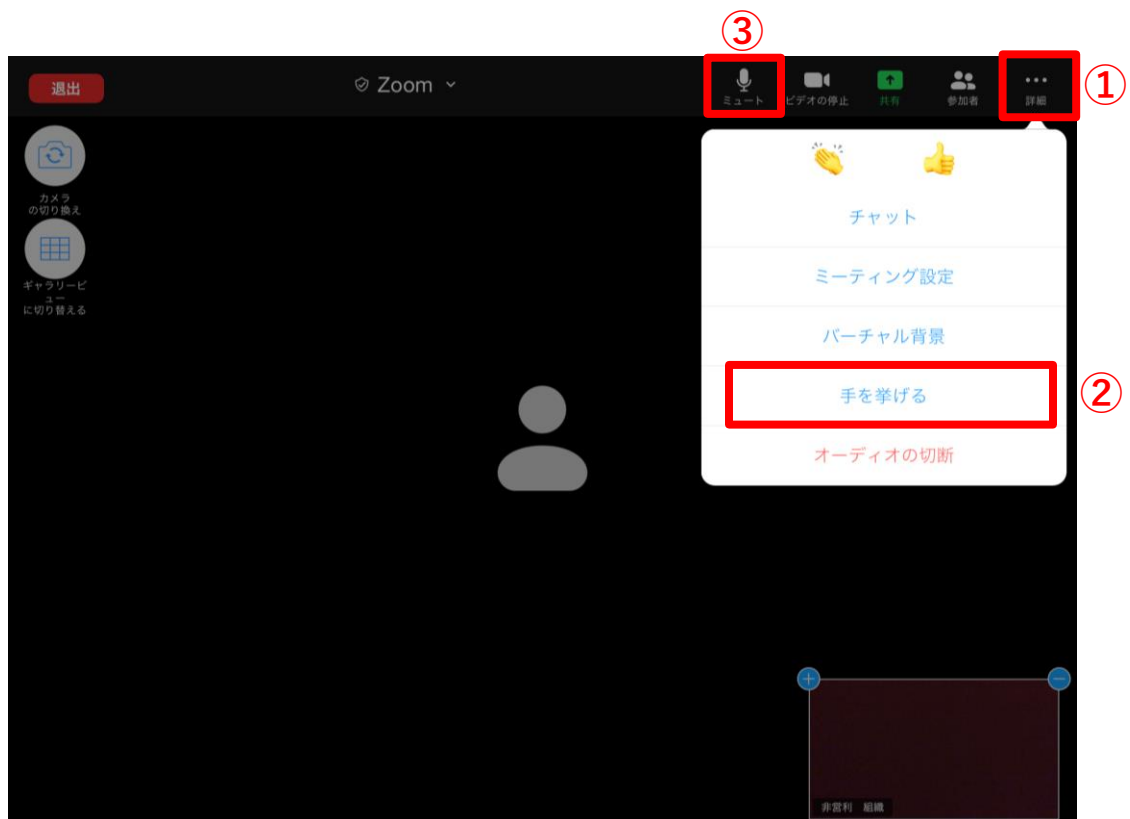 ③
①
退出
Zoom
ミュート
ビデオの停止
共有
参加者
詳細
カメラ
の切り換え
ギャラリービ
ュー
に切り替える
チャット
ミーティング設定
バーチャル背景
手を挙げる
②
オーディオの切断
非営利 組織